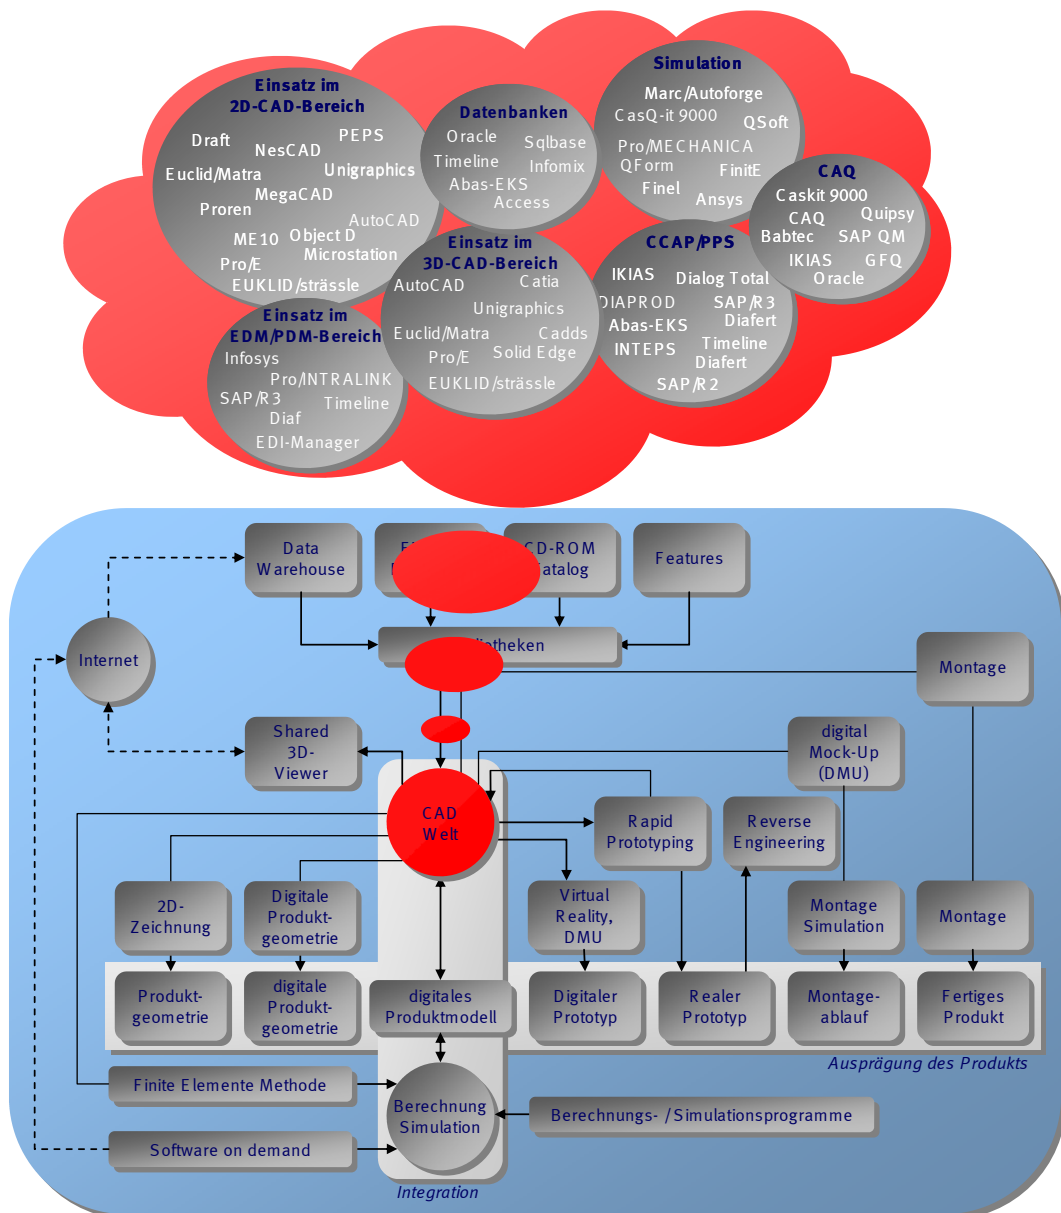 Einsatz im
2D-CAD-Bereich
Draft
PEPS
NesCAD
Euclid/Matra
Unigraphics
MegaCAD
Proren
AutoCAD
ME10
Object D
Microstation
Pro/E
EUKLID/strässle
Datenbanken
Oracle
Sqlbase
Timeline
Infomix
Abas-EKS
Access
Simulation
Marc/Autoforge
CasQ-it 9000
QSoft
Pro/MECHANICA
QForm
FinitE
Finel
Ansys
CAQ
Caskit 9000
CAQ
Quipsy
Babtec
SAP QM
IKIAS
GFQ
Oracle
Einsatz im
3D-CAD-Bereich
AutoCAD
Catia
Unigraphics
Euclid/Matra
Cadds
Pro/E
Solid Edge
EUKLID/strässle
CCAP/PPS
IKIAS
Dialog Total
DIAPROD
SAP/R3
Diafert
Abas-EKS
INTEPS
Timeline
Diafert
SAP/R2
Einsatz im
EDM/PDM-Bereich
Infosys
Pro/INTRALINK
SAP/R3
Timeline
Diaf
EDI-Manager
Data
Warehouse
CD-ROM
Features
Internet
Montage
Shared
3D-
Viewer
digital
Mock-Up
(DMU)
CAD
Welt
Rapid
Prototyping
Reverse
Engineering
2D-
Zeichnung
Digitale
Produkt-
geometrie
Virtual
Reality,
DMU
Montage
Simulation
Montage
Produkt-
geometrie
digitale
Produkt-
geometrie
digitales
Produktmodell
Digitaler
Prototyp
Realer
Prototyp
Montage-
ablauf
Fertiges
Produkt
Ausprägung des Produkts
Finite Elemente Methode
Berechnung
Simulation
Berechnungs- / Simulationsprogramme
Software on demand
Integration